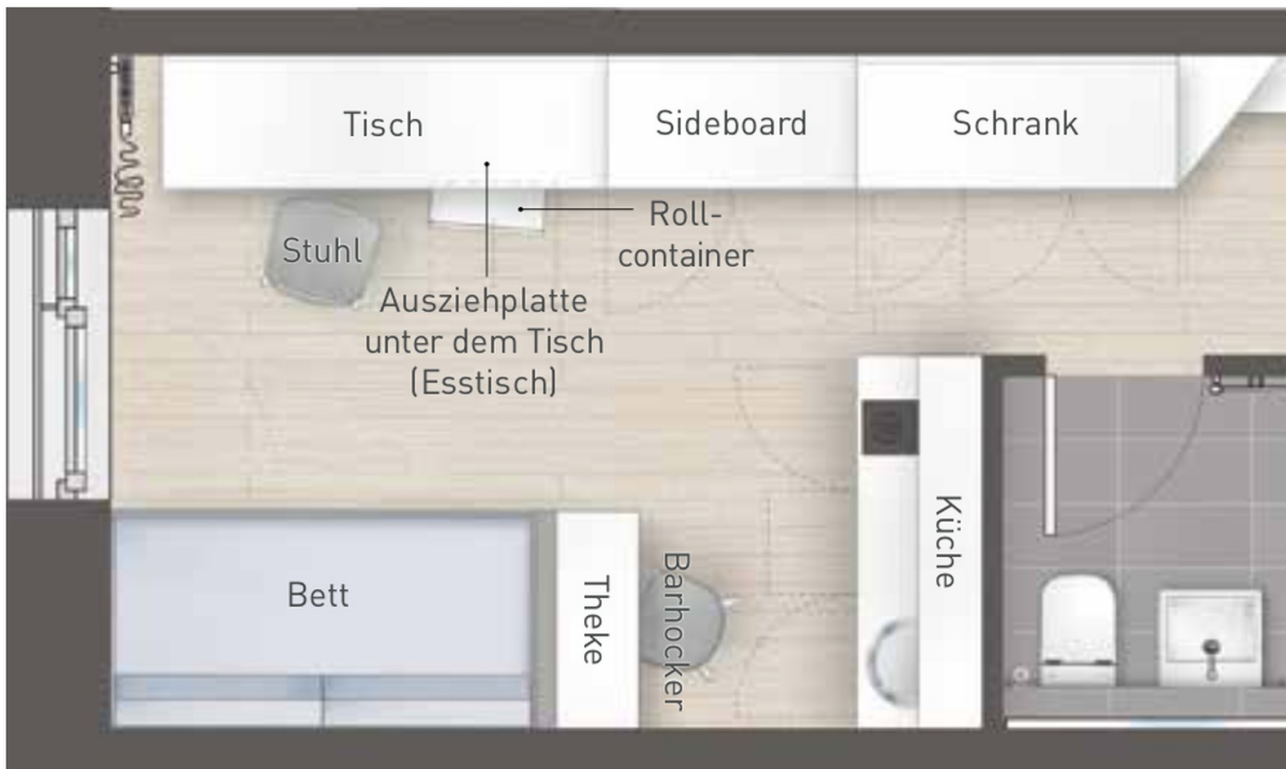 Tisch
Sideboard
Schrank
Stuhl
Roll-
container
Ausziehplatte
unter dem Tisch
(Esstisch)
Küche
Bett
Theke
Barhocker